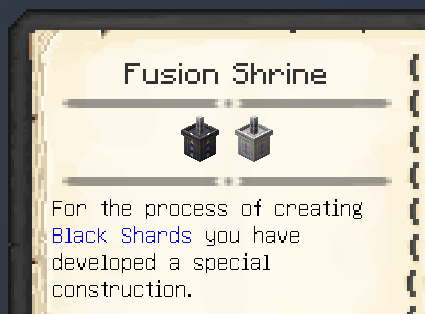 Fusion Shrine
For the process of creating
Black Shards you have
developed a special
construction.